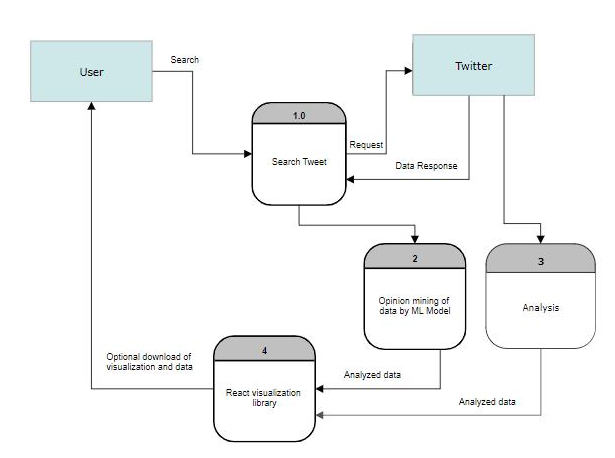 User
Search
Twitter
1.0
Search Tweet
Request
Data Response
2
Opinion mining of
data by ML Model
3
Analysis
Optional download of
visualization and data
4
React visualization
library
Analyzed data
Analyzed data